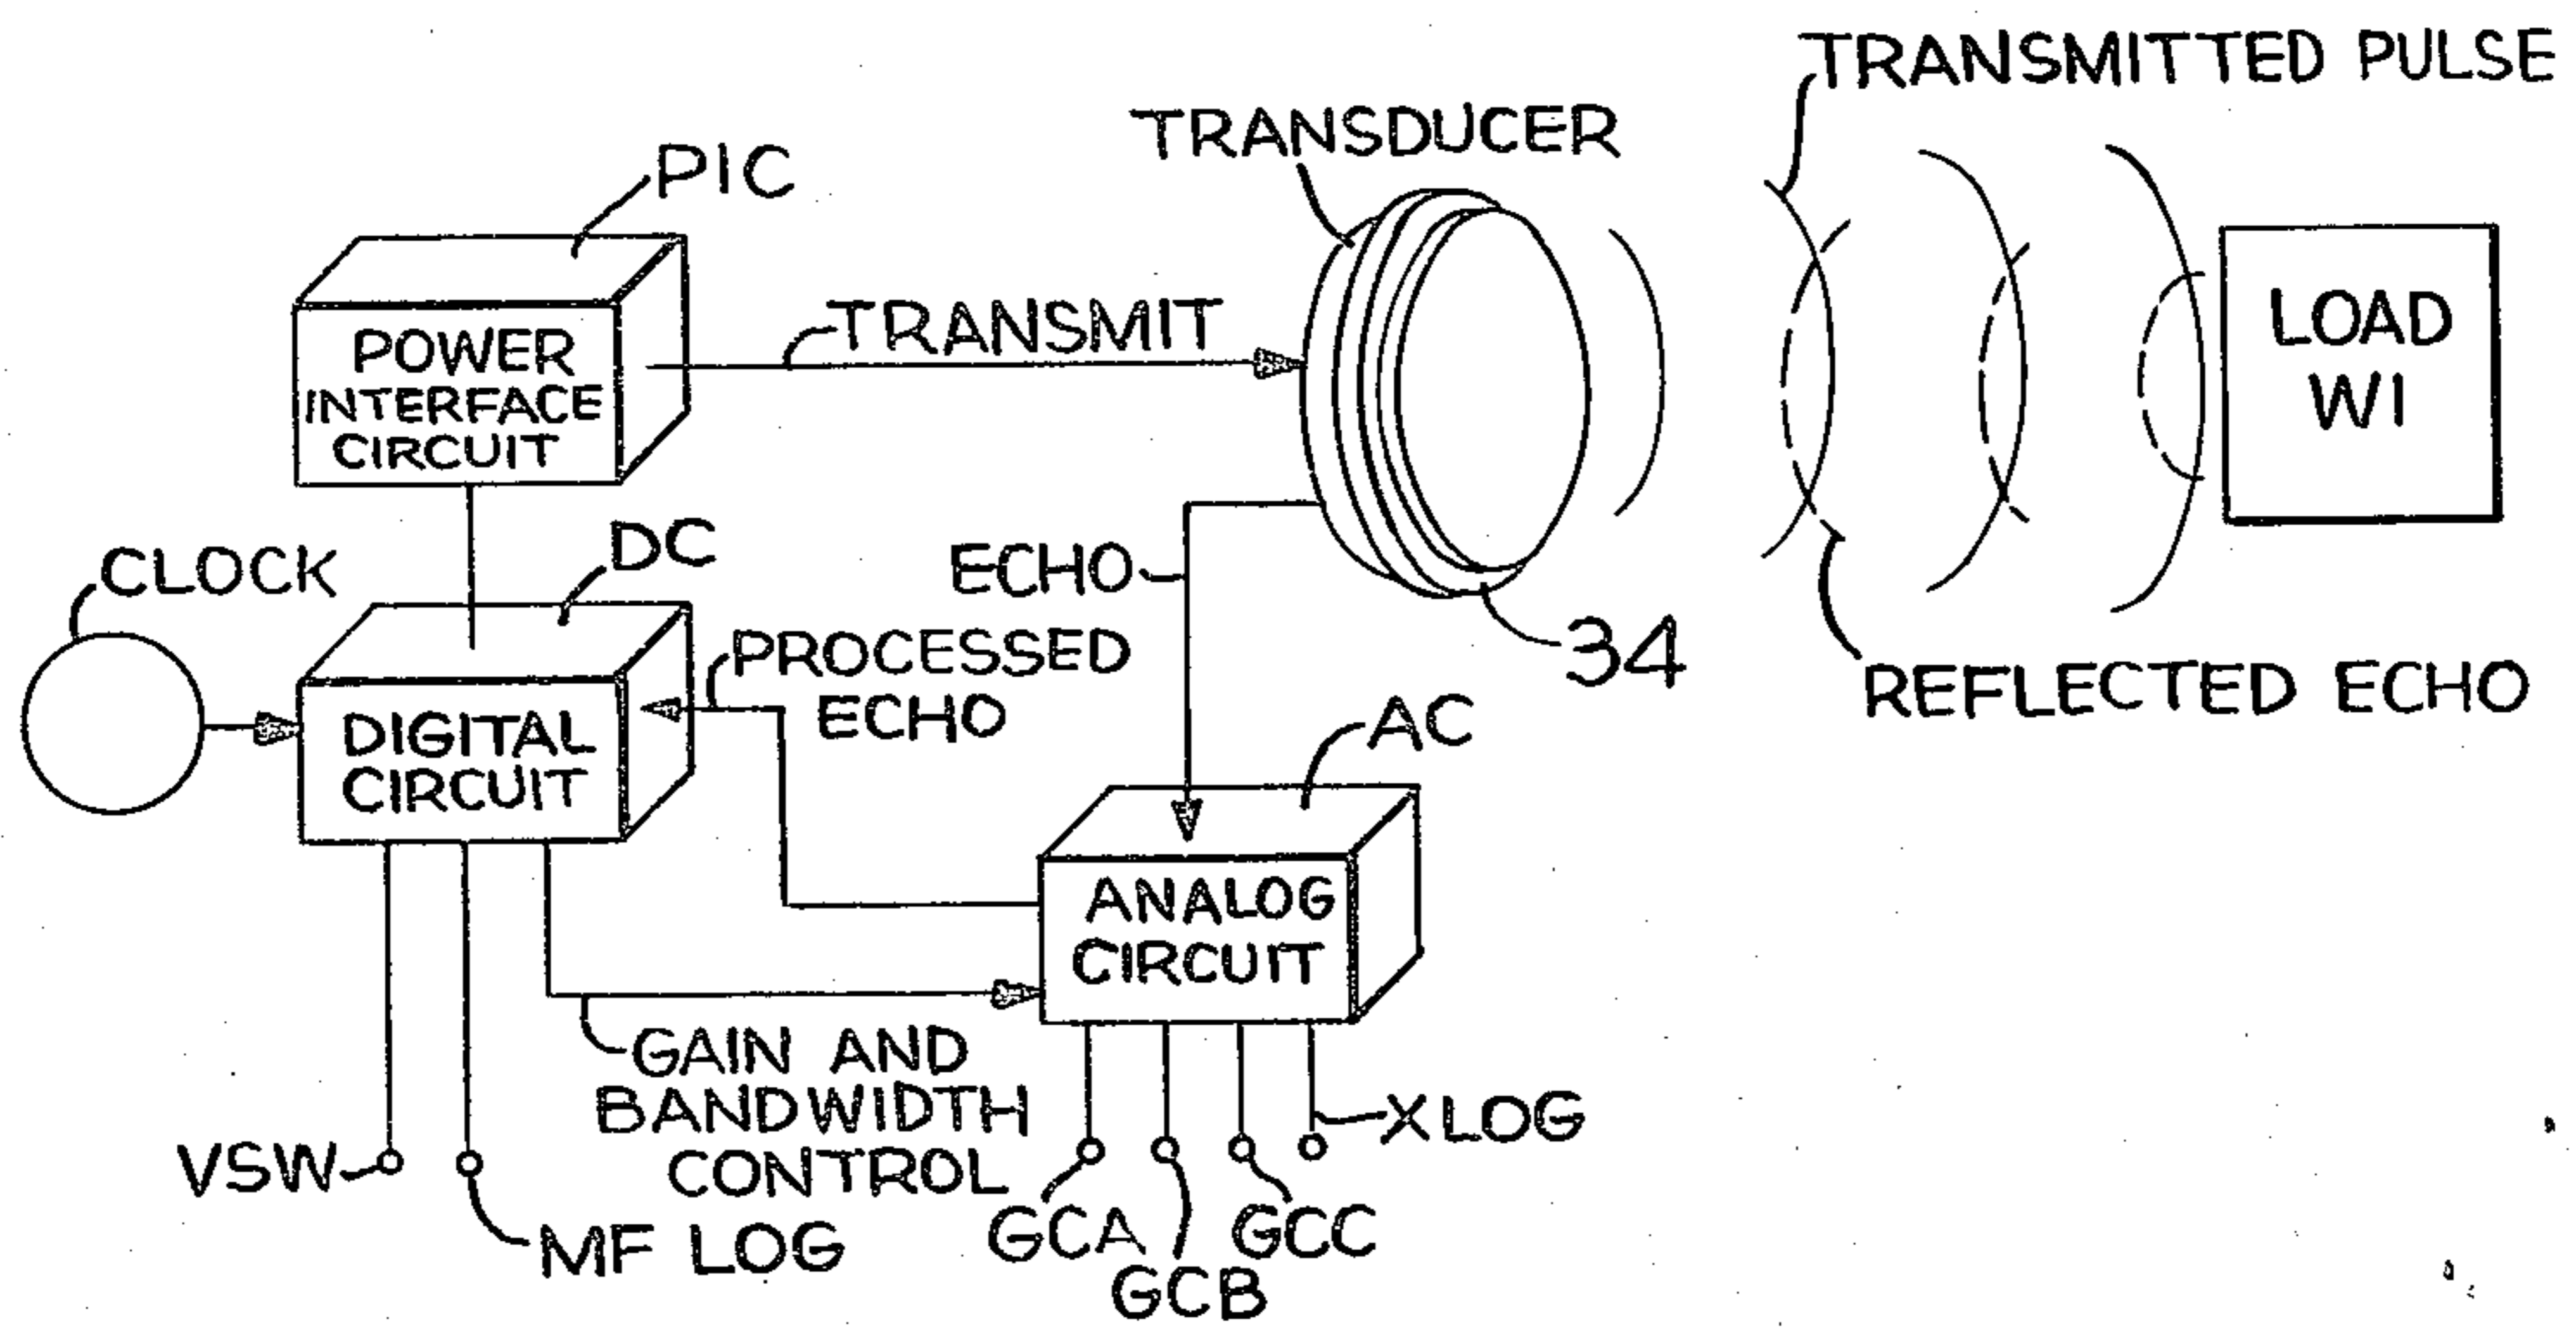 TRANSMITTED PULSE
TRANSDUCER
PIC
POWER
INTERFACE
CIRCUIT
TRANSMIT
LOAD
WI
CLOCK
DC
ECHO
34
REFLECTED ECHO
PROCESSED
ECHO
DIGITAL
CIRCUIT
AC
ANALOG
CIRCUIT
GAIN AND
BANDWIDTH
CONTROL
VSW
MF LOG
XLOG
GCA
GCB
GCC